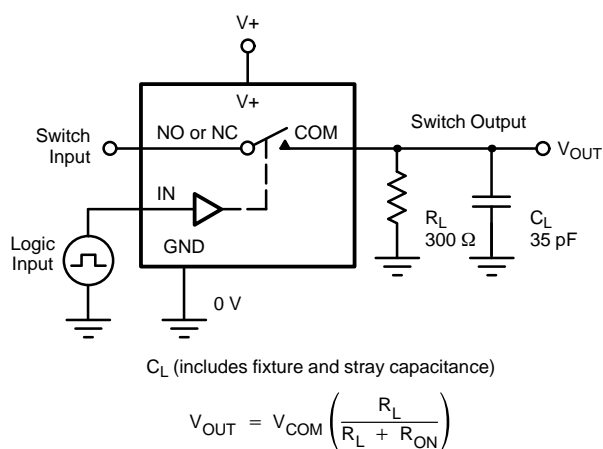 V+
V+
Switch
Input
NO or NC
COM
Switch Output
V_OUT
IN
Logic
Input
GND
0 V
R_L
300 Ω
C_L
35 pF
C_L (includes fixture and stray capacitance)
V_OUT = V_COM ( R_L / R_L + R_ON )